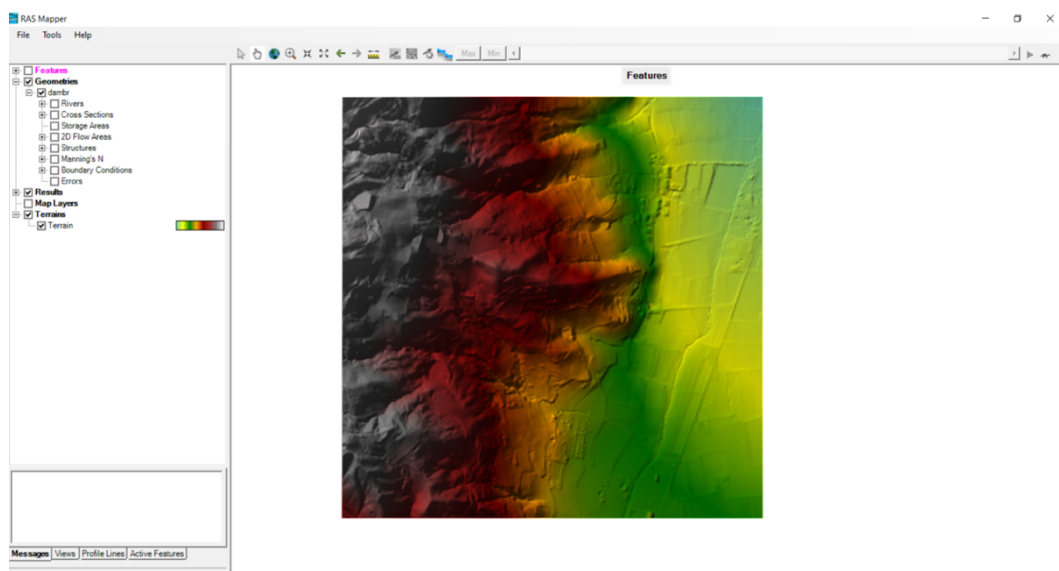 RAS Mapper
File Tools Help
Max Min
Features
Features
Geometries
dambr
Rivers
Cross Sections
Storage Areas
2D Flow Areas
Structures
Manning's N
Boundary Conditions
Errors
Results
Map Layers
Terrains
Terrain
Messages Views Profile Lines Active Features